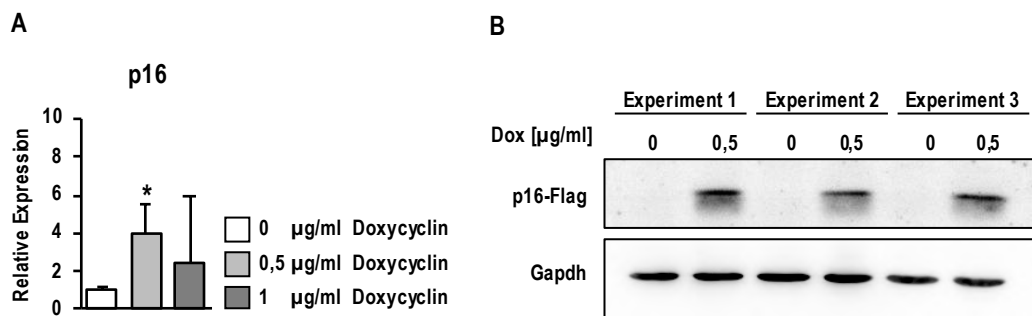 A
p16
10
8
6
4
2
0
Relative Expression
*
0 µg/ml Doxycyclin
0,5 µg/ml Doxycyclin
1 µg/ml Doxycyclin
B
Experiment 1 Experiment 2 Experiment 3
Dox [µg/ml] 0 0,5 0 0,5 0 0,5
p16-Flag
Gapdh